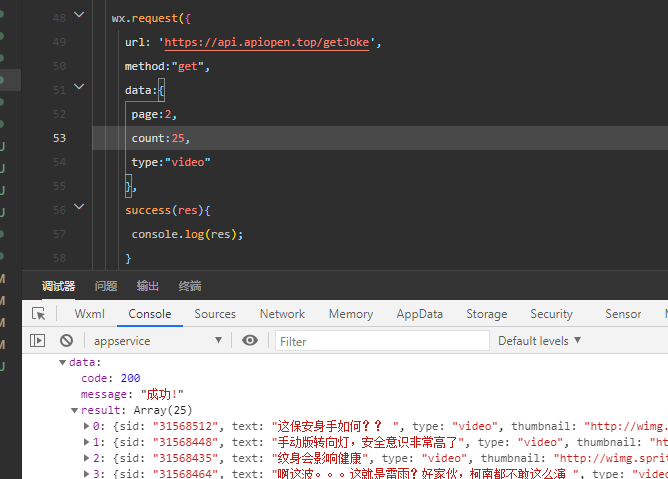 48 wx.request({
49 url: 'https://api.apiopen.top/getJoke',
50 method:"get",
51 data:{
52 page:2,
53 count:25,
54 type:"video"
55 },
56 success(res){
57 console.log(res);
58 }
调试器 问题 输出 终端
Wxml Console Sources Network Memory AppData Storage Security Sensor
appservice Filter Default levels
data:
code: 200
message: "成功!"
result: Array(25)
0: {sid: "31568512", text: "这保安身手如何？？ ", type: "video", thumbnail: "http://wimg.
1: {sid: "31568448", text: "手动版转向灯，安全意识非常高了", type: "video", thumbnail: "ht
2: {sid: "31568435", text: "纹身会影响健康", type: "video", thumbnail: "http://wimg.sprit
3: {sid: "31568464", text: "啊这波。。。这就是雷雨？好家伙，柯南都不敢这么演 ", type: "vide